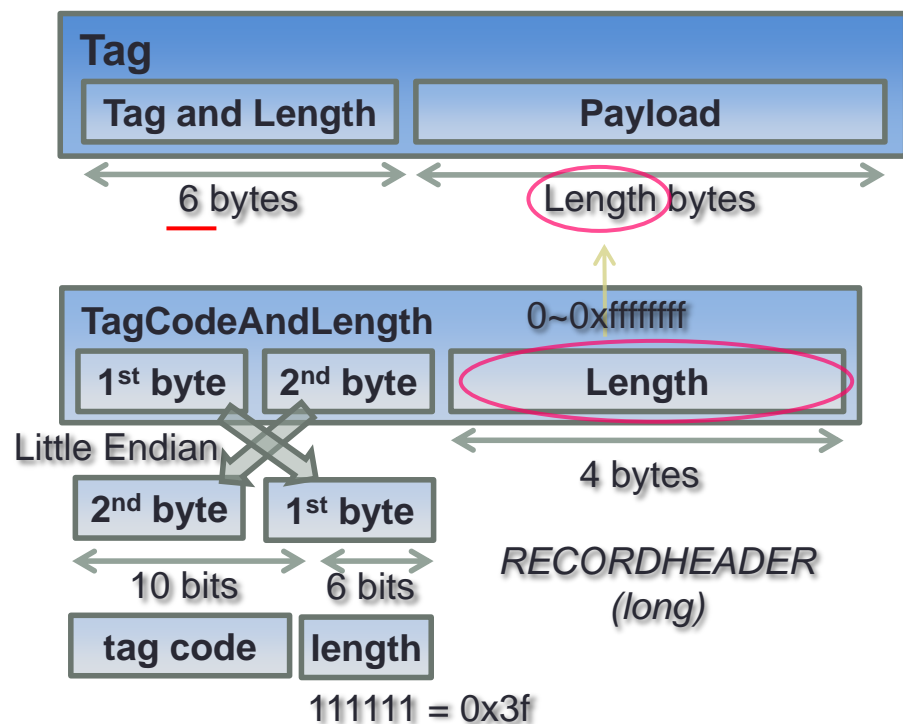 Tag
Tag and Length Payload
6 bytes Length bytes
TagCodeAndLength 0~0xffffffff
1st byte 2nd byte Length
Little Endian
4 bytes
2nd byte 1st byte
10 bits 6 bits
RECORDHEADER
(long)
tag code length
111111 = 0x3f